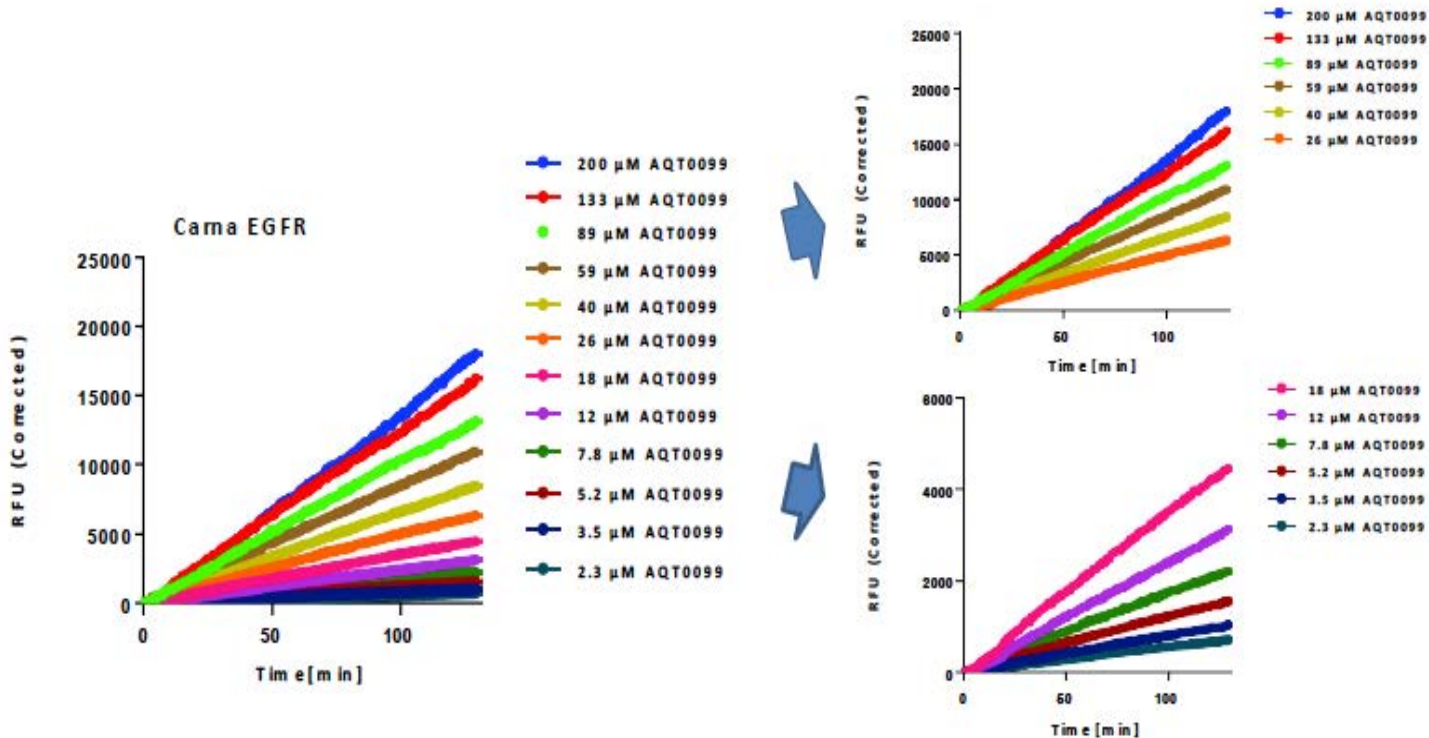 Carna EGFR
RFU (Corrected)
25000
20000
15000
10000
5000
0
0 50 100
Time[min]
200 µM AQT0099
133 µM AQT0099
89 µM AQT0099
59 µM AQT0099
40 µM AQT0099
26 µM AQT0099
18 µM AQT0099
12 µM AQT0099
7.8 µM AQT0099
5.2 µM AQT0099
3.5 µM AQT0099
2.3 µM AQT0099
RFU (Corrected)
25000
20000
15000
10000
5000
0
0 50 100
Time[min]
200 µM AQT0099
133 µM AQT0099
89 µM AQT0099
59 µM AQT0099
40 µM AQT0099
26 µM AQT0099
RFU (Corrected)
6000
4000
2000
0
0 50 100
Time[min]
18 µM AQT0099
12 µM AQT0099
7.8 µM AQT0099
5.2 µM AQT0099
3.5 µM AQT0099
2.3 µM AQT0099